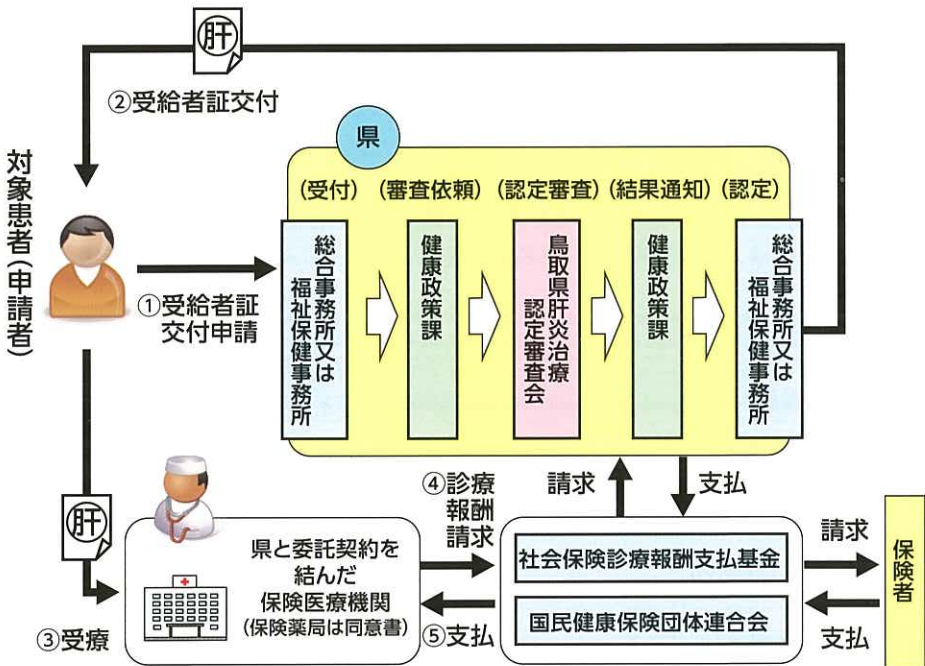 肝
②受給者証交付
県
対象患者(申請者)
(受付)
(審査依頼)
(認定審査)
(結果通知)
(認定)
総合事務所又は
福祉保健事務所
健康政策課
鳥取県肝炎治療
認定審査会
健康政策課
総合事務所又は
福祉保健事務所
①受給者証
交付申請
肝
③受療
県と委託契約を
結んだ
保険医療機関
(保険薬局は同意書)
④診療
報酬
請求
⑤支払
請求
支払
社会保険診療報酬支払基金
国民健康保険団体連合会
請求
支払
保険者